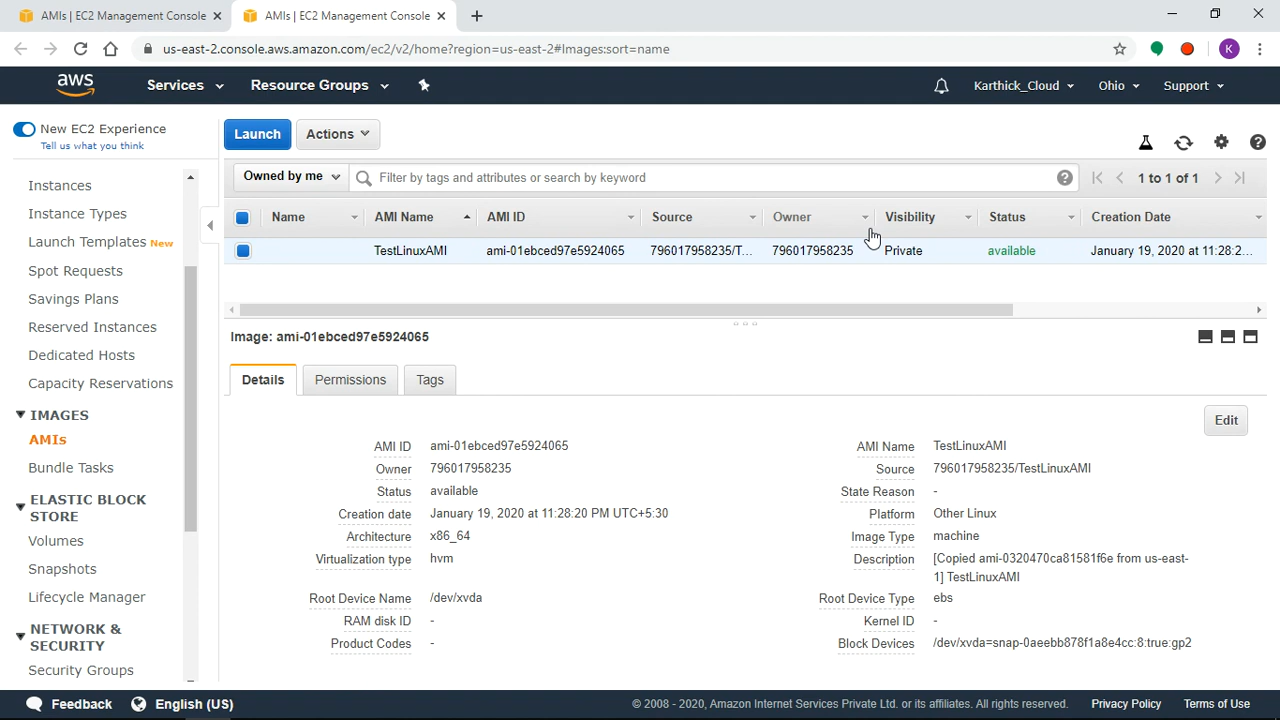 AMIs | EC2 Management Console
AMIs | EC2 Management Console
us-east-2.console.aws.amazon.com/ec2/v2/home?region=us-east-2#Images:sort=name
K
aws Services Resource Groups Karthick_Cloud Ohio Support
New EC2 Experience
Tell us what you think
Instances
Instance Types
Launch Templates New
Spot Requests
Savings Plans
Reserved Instances
Dedicated Hosts
Capacity Reservations
IMAGES
AMIs
Bundle Tasks
ELASTIC BLOCK
STORE
Volumes
Snapshots
Lifecycle Manager
NETWORK &
SECURITY
Security Groups
Launch Actions
Owned by me Filter by tags and attributes or search by keyword 1 to 1 of 1
Name AMI Name AMI ID Source Owner Visibility Status Creation Date
TestLinuxAMI ami-01ebced97e5924065 796017958235/T... 796017958235 Private available January 19, 2020 at 11:28:2...
Image: ami-01ebced97e5924065
Details Permissions Tags
Edit
AMI ID ami-01ebced97e5924065 AMI Name TestLinuxAMI
Owner 796017958235 Source 796017958235/TestLinuxAMI
Status available State Reason -
Creation date January 19, 2020 at 11:28:20 PM UTC+5:30 Platform Other Linux
Architecture x86_64 Image Type machine
Virtualization type hvm Description [Copied ami-0320470ca81581f6e from us-east-
1] TestLinuxAMI
Root Device Name /dev/xvda Root Device Type ebs
RAM disk ID - Kernel ID -
Product Codes - Block Devices /dev/xvda=snap-0aeebb878f1a8e4cc:8:true:gp2
Feedback English (US) © 2008 - 2020, Amazon Internet Services Private Ltd. or its affiliates. All rights reserved. Privacy Policy Terms of Use